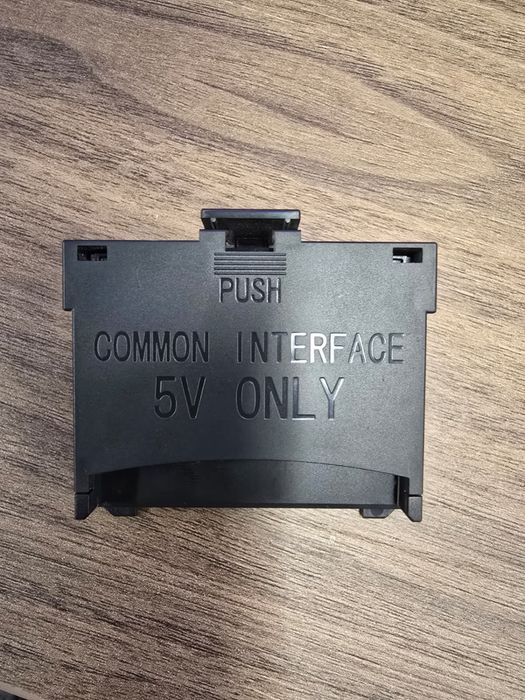 PUSH
COMMON INTERFACE
5V ONLY